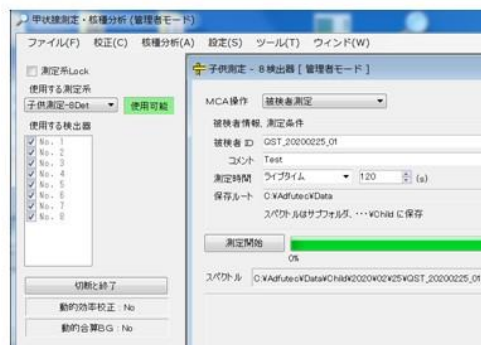 甲状腺測定・核種分析 (管理者モード)
ファイル(F) 校正(C) 核種分析(A) 設定(S) ツール(T) ウィンド(W)
測定系Lock
使用する測定系
子供測定-8Det 使用可能
使用する検出器
No. 1
No. 2
No. 3
No. 4
No. 5
No. 6
No. 7
No. 8
切断と終了
動的効率校正 : No
動的合算BG : No
子供測定 - 8検出器 [ 管理者モード ]
MCA操作 被検者測定
被検者情報, 測定条件
被検者 ID QST_20200225_01
コメント Test
測定時間 ライブタイム 120 (s)
保存ルート C:¥Adfutec¥Data
スペクトルはサブフォルダ、・・・¥Child に保存
測定開始
0%
スペクトル C:¥Adfutec¥Data¥Child¥2020¥02¥25¥QST_20200225_01